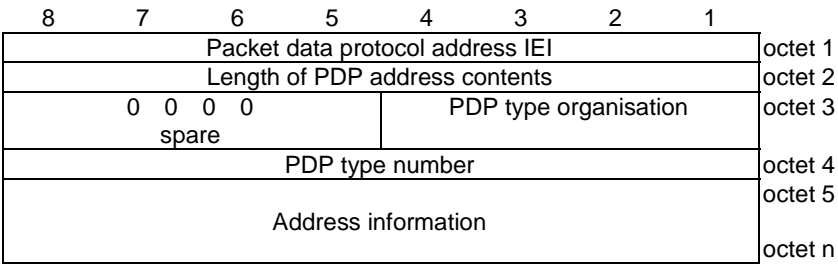 8 7 6 5 4 3 2 1
Packet data protocol address IEI octet 1
Length of PDP address contents octet 2
0 0 0 0 PDP type organisation octet 3
spare
PDP type number octet 4
octet 5
Address information
octet n